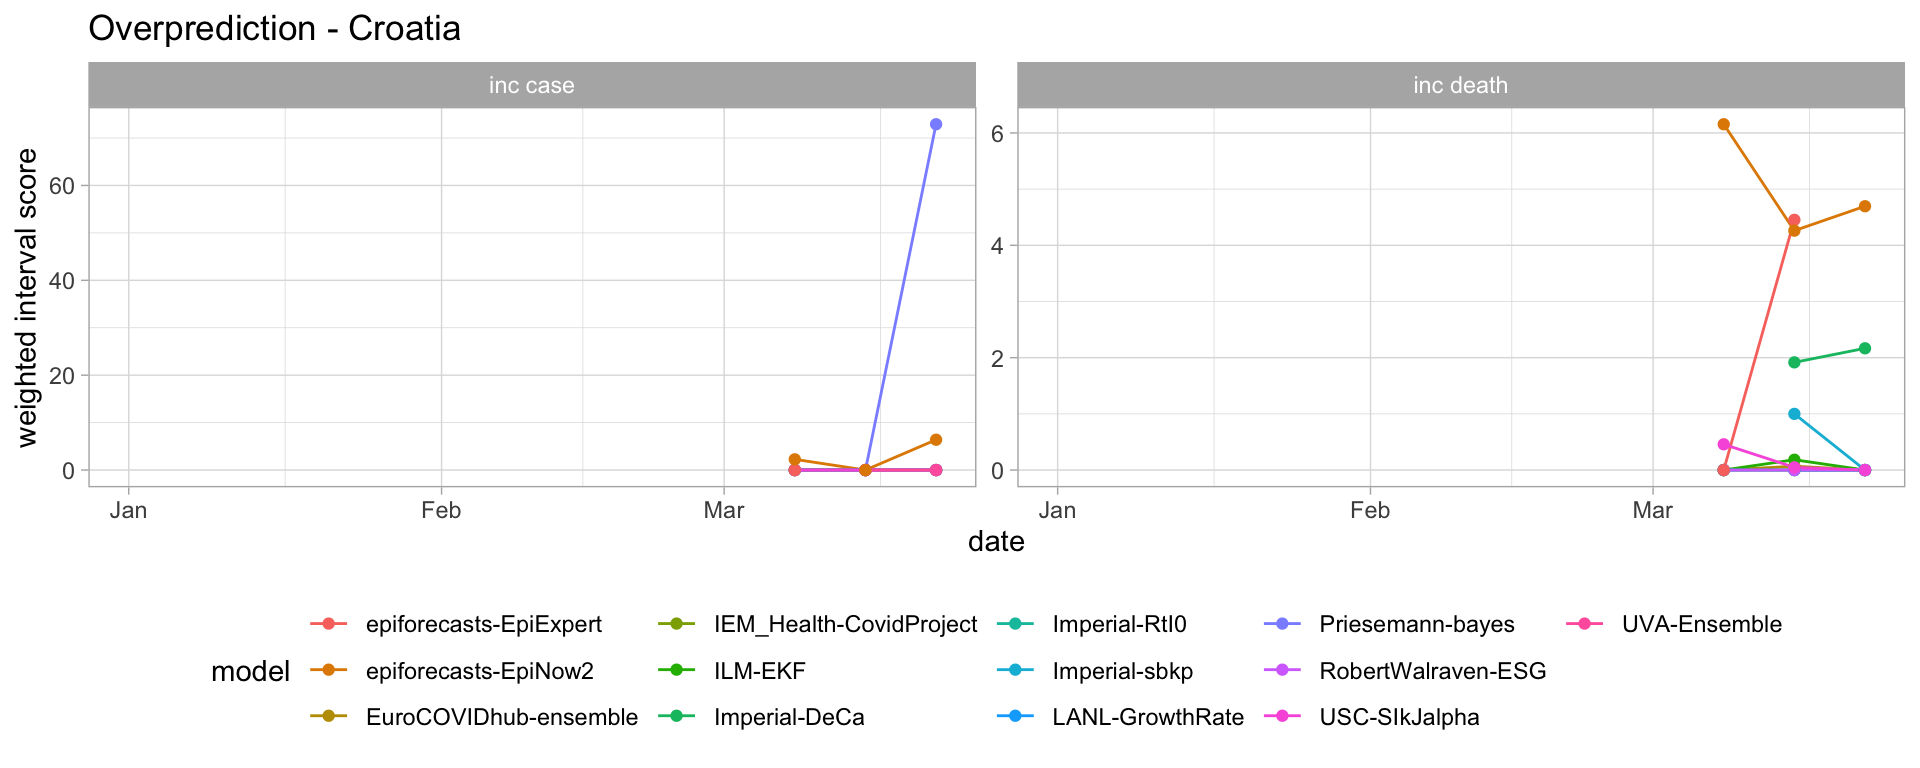 Overprediction - Croatia
inc case
inc death
weighted interval score
60
40
20
0
6
4
2
0
Jan Feb Mar
Jan Feb Mar
date
model
epiforecasts-EpiExpert
epiforecasts-EpiNow2
EuroCOVIDhub-ensemble
IEM_Health-CovidProject
ILM-EKF
Imperial-DeCa
Imperial-RtI0
Imperial-sbkp
LANL-GrowthRate
Priesemann-bayes
RobertWalraven-ESG
USC-SIkJalpha
UVA-Ensemble